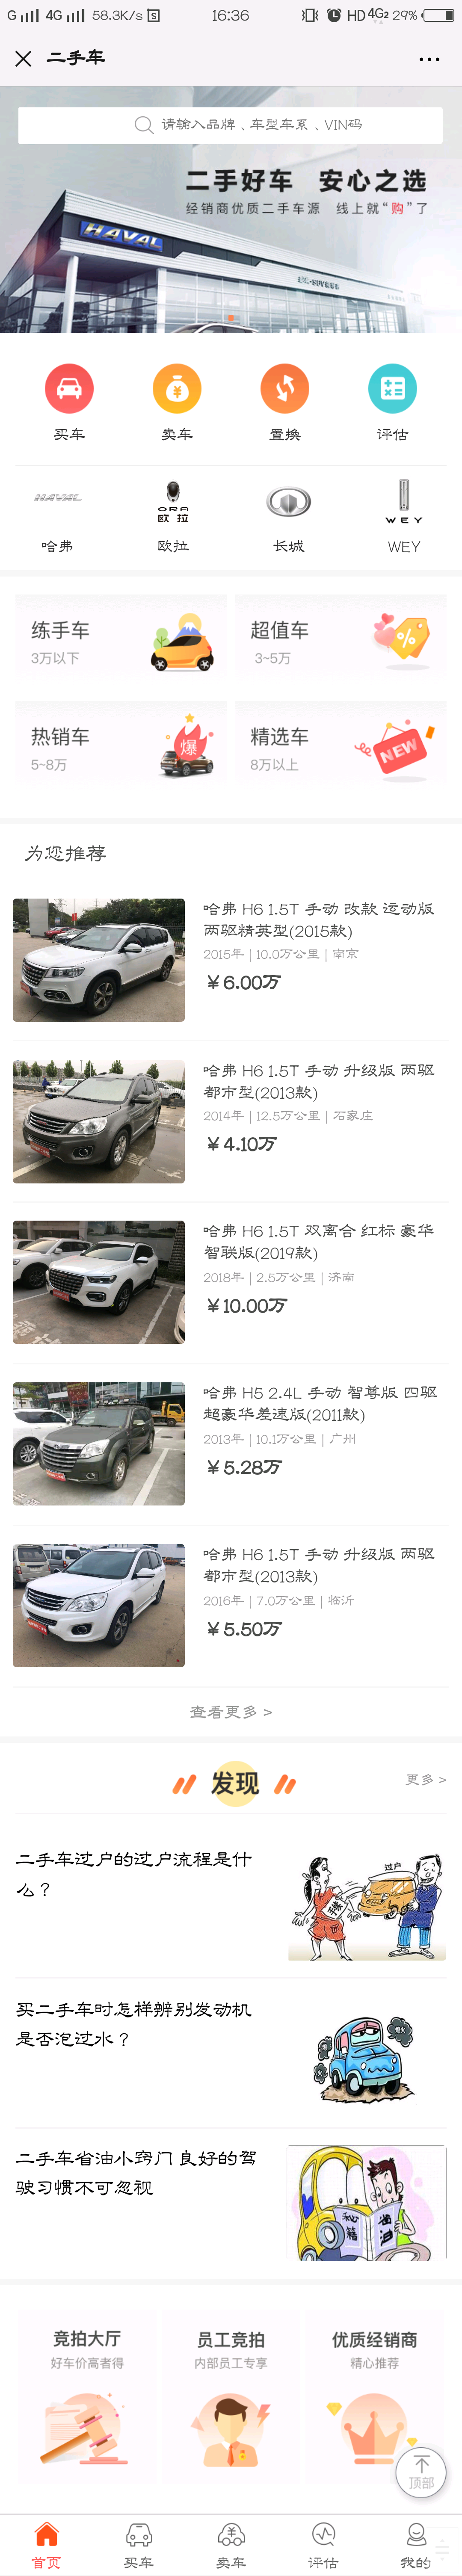 G 4G 58.3K/s 16:36 HD 4G2 29%
二手车
请输入品牌、车型车系、VIN码
二手好车 安心之选
经销商优质二手车源 线上就“购”了
HAVAL
买车 卖车 置换 评估
HAVAL ORA 欧拉 WEY
哈弗 欧拉 长城 WEY
练手车 超值车
3万以下 3~5万
热销车 爆 精选车 NEW
5~8万 8万以上
为您推荐
哈弗 H6 1.5T 手动 改款 运动版
两驱精英型(2015款)
2015年 | 10.0万公里 | 南京
¥6.00万
哈弗 H6 1.5T 手动 升级版 两驱
都市型(2013款)
2014年 | 12.5万公里 | 石家庄
¥4.10万
哈弗 H6 1.5T 双离合 红标 豪华
智联版(2019款)
2018年 | 2.5万公里 | 济南
¥10.00万
哈弗 H5 2.4L 手动 智尊版 四驱
超豪华差速版(2011款)
2013年 | 10.1万公里 | 广州
¥5.28万
哈弗 H6 1.5T 手动 升级版 两驱
都市型(2013款)
2016年 | 7.0万公里 | 临沂
¥5.50万
查看更多 >
发现 更多 >
二手车过户的过户流程是什
么？
过户
买二手车时怎样辨别发动机
是否泡过水？
二手车省油小窍门 良好的驾
驶习惯不可忽视
竞拍大厅 员工竞拍 优质经销商
好车价高者得 内部员工专享 精心推荐
顶部
首页 买车 卖车 评估 我的